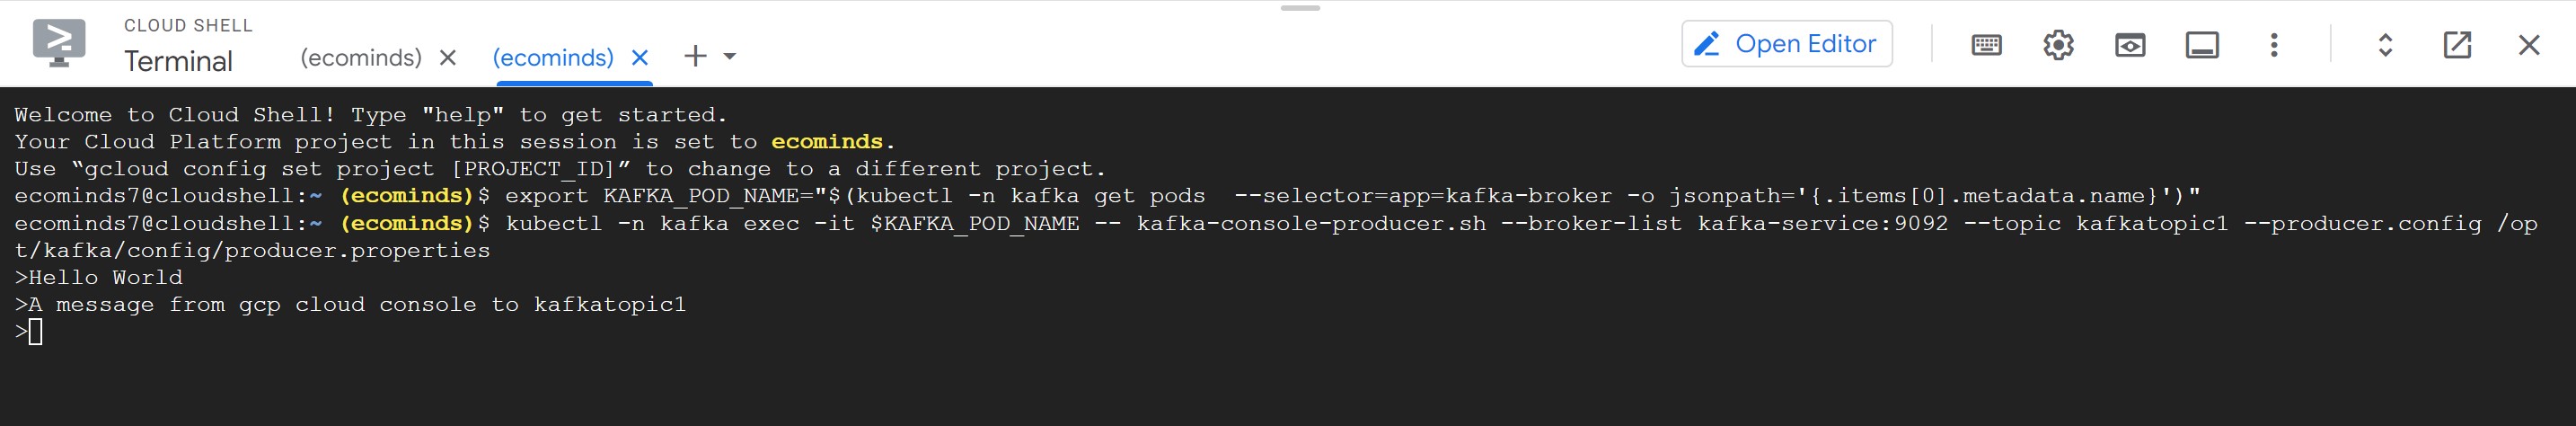 CLOUD SHELL
Terminal
(ecominds)
(ecominds)
Open Editor
Welcome to Cloud Shell! Type "help" to get started.
Your Cloud Platform project in this session is set to ecominds.
Use “gcloud config set project [PROJECT_ID]” to change to a different project.
ecominds7@cloudshell:~ (ecominds)$ export KAFKA_POD_NAME="$(kubectl -n kafka get pods  --selector=app=kafka-broker -o jsonpath='{.items[0].metadata.name}')"
ecominds7@cloudshell:~ (ecominds)$ kubectl -n kafka exec -it $KAFKA_POD_NAME -- kafka-console-producer.sh --broker-list kafka-service:9092 --topic kafkatopic1 --producer.config /op
t/kafka/config/producer.properties
>Hello World
>A message from gcp cloud console to kafkatopic1
>